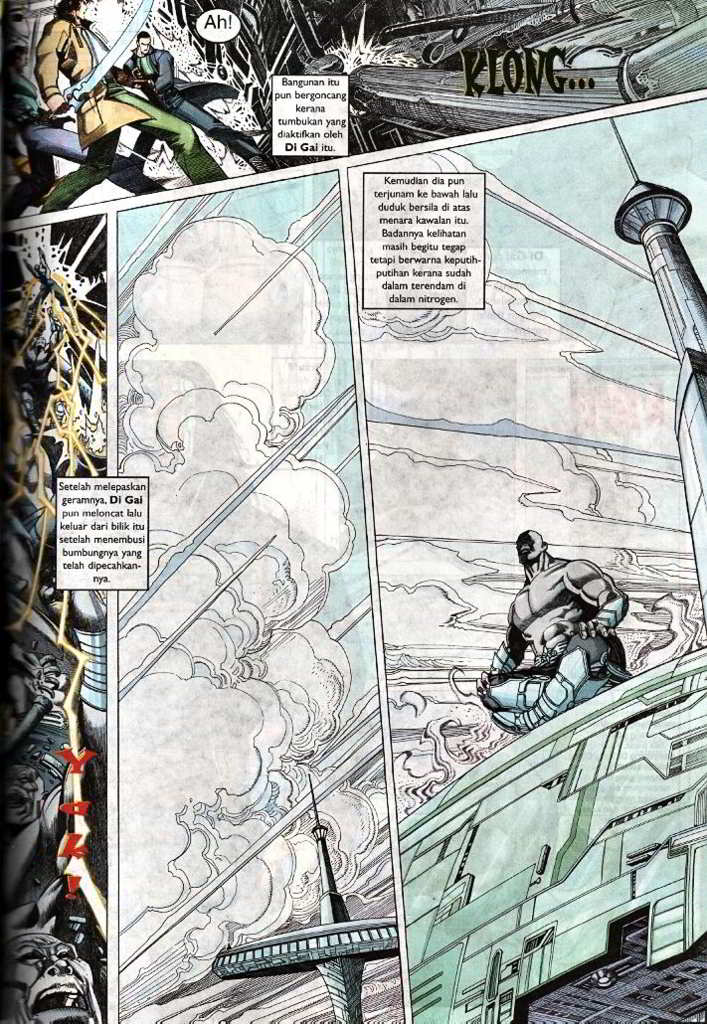 Ah!
Bangunan itu
pun bergoncang
kerana
tumbukan yang
diaktifkan oleh
Di Gai itu.
KLONG...
Kemudian dia pun
terjunam ke bawah lalu
duduk bersila di atas
menara kawalan itu.
Badannya kelihatan
masih begitu tegap
tetapi berwarna keputih-
putihan kerana sudah
dalam terendam di
dalam nitrogen.
Setelah melepaskan
geramnya, Di Gai
pun meloncat lalu
keluar dari bilik itu
setelah menembusi
bumbungnya yang
telah dipecahkan-
nya.
Yak!